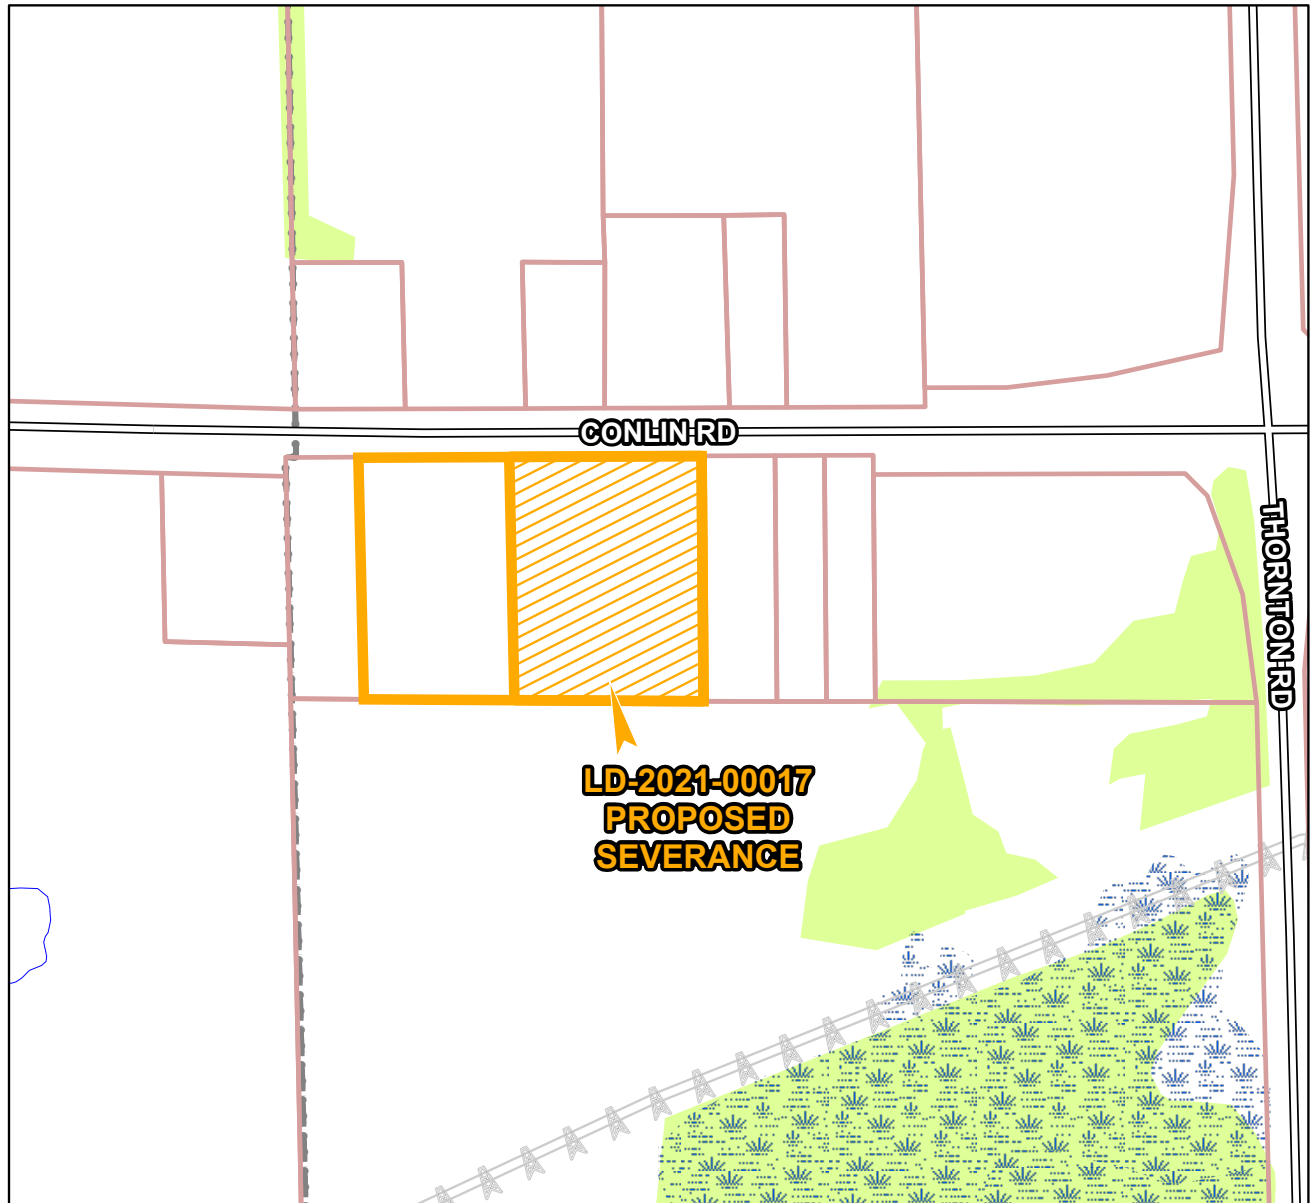 CONLIN RD
THORNTON RD
LD-2021-00017
PROPOSED
SEVERANCE